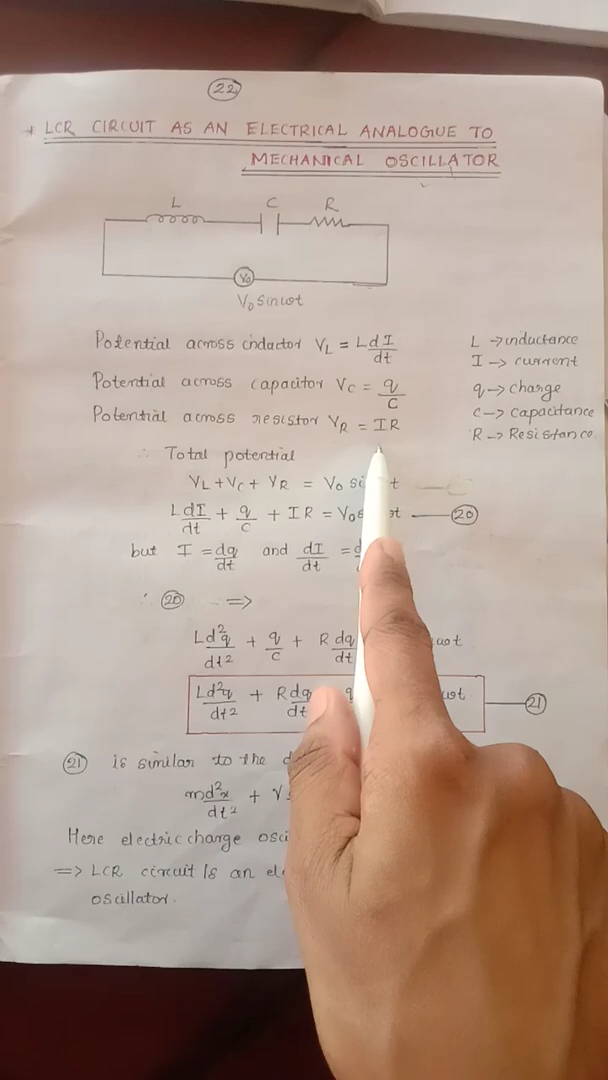 22
* LCR CIRCUIT AS AN ELECTRICAL ANALOGUE TO
MECHANICAL OSCILLATOR
L C R
V₀
V₀ sinωt
Potential across inductor V_L = L dI/dt
L → inductance
I → current
Potential across capacitor V_C = q/C
q → charge
C → capacitance
Potential across resistor V_R = IR
R → Resistance
∴ Total potential
V_L + V_C + V_R = V₀ si t
L dI/dt + q/C + IR = V₀s t — 20
but I = dq/dt and dI/dt =
∴ 20 ⇒
L d²q/dt² + q/C + R dq/dt ωt
L d²q/dt² + R dq/dt ωt — 21
21 is similar to the
m d²x/dt² + γ
Here electric charge
⇒ LCR circuit is an
oscillator.